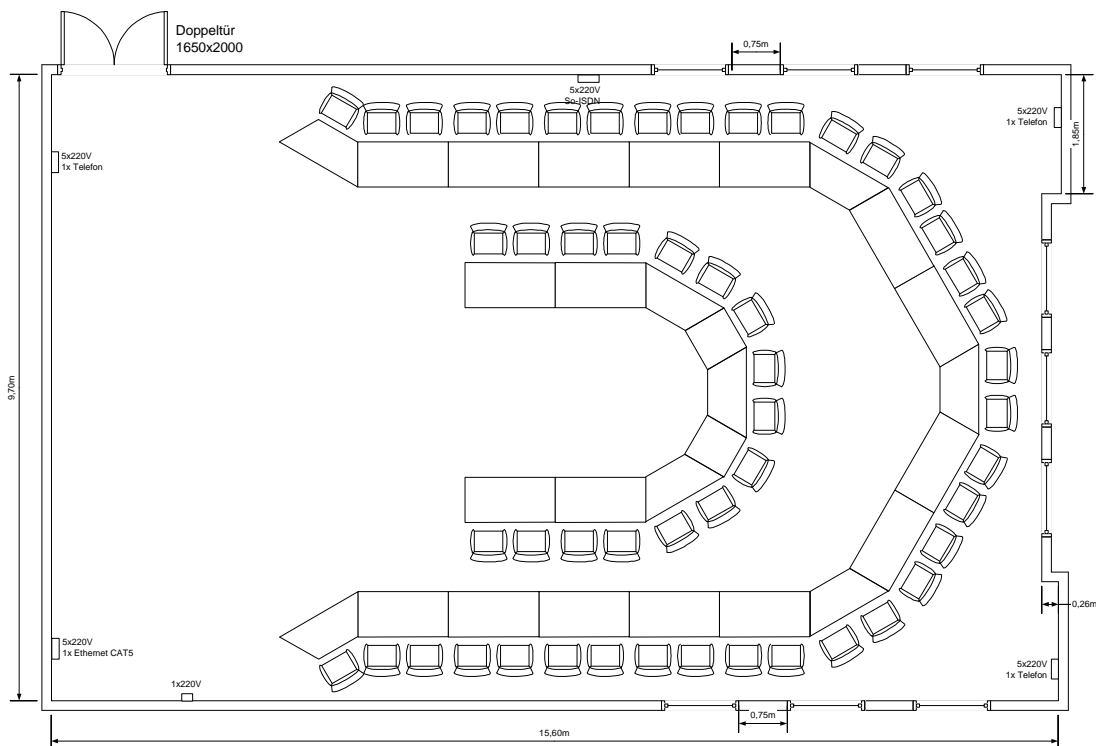 Doppeltür
1650x2000
0,75m
5x220V
So-ISDN
5x220V
1x Telefon
1,85m
5x220V
1x Telefon
9,70m
0,26m
5x220V
1x Ethernet CAT5
5x220V
1x Telefon
1x220V
0,75m
15,60m